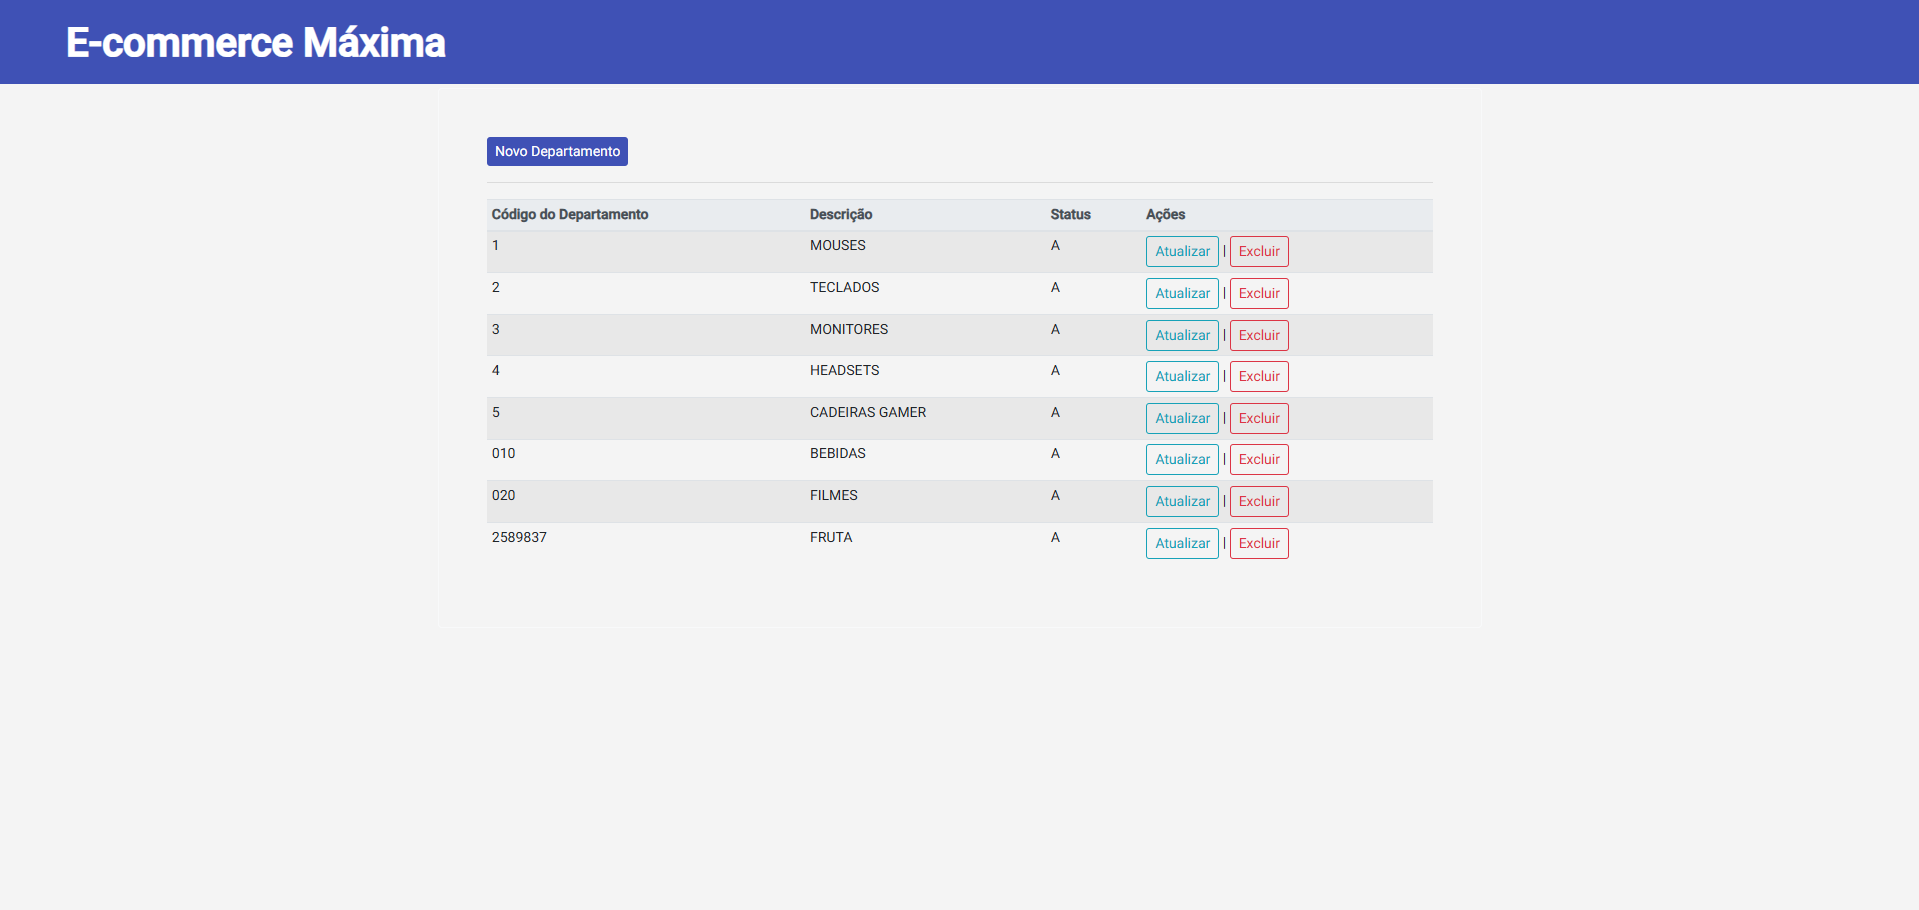 E-commerce Máxima
Novo Departamento
Código do Departamento Descrição Status Ações
1 MOUSES A Atualizar | Excluir
2 TECLADOS A Atualizar | Excluir
3 MONITORES A Atualizar | Excluir
4 HEADSETS A Atualizar | Excluir
5 CADEIRAS GAMER A Atualizar | Excluir
010 BEBIDAS A Atualizar | Excluir
020 FILMES A Atualizar | Excluir
2589837 FRUTA A Atualizar | Excluir